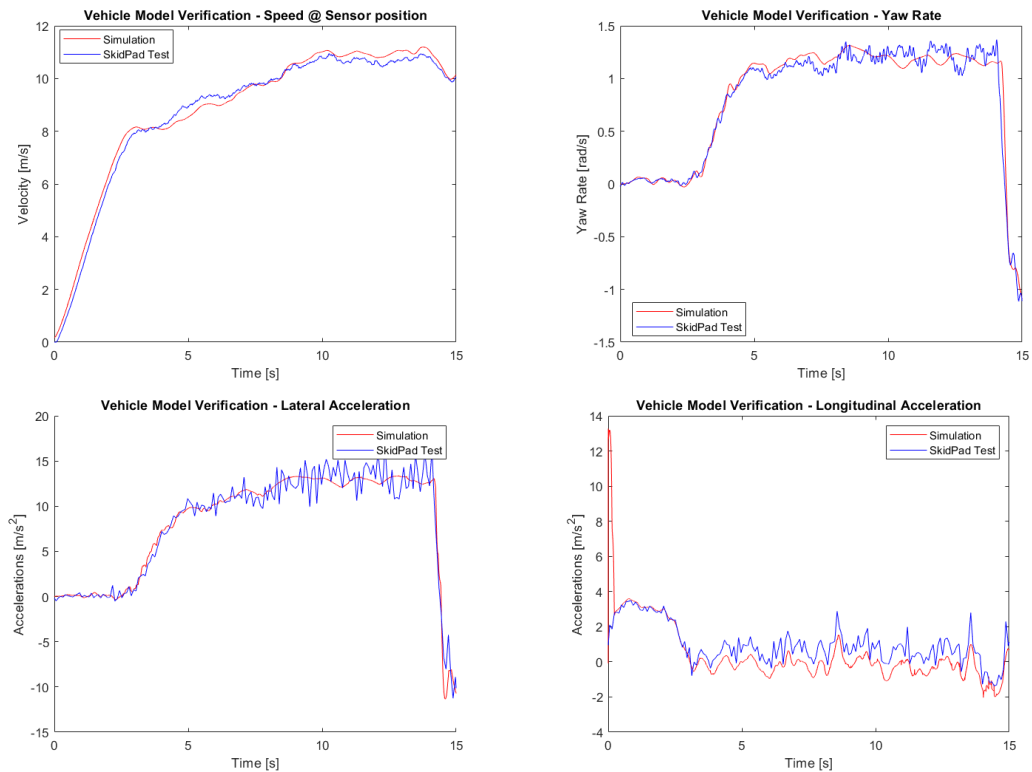 Vehicle Model Verification - Speed @ Sensor position
12
10
8
6
4
2
0
Velocity [m/s]
Simulation
SkidPad Test
0 5 10 15
Time [s]
Vehicle Model Verification - Yaw Rate
1.5
1
0.5
0
-0.5
-1
-1.5
Yaw Rate [rad/s]
Simulation
SkidPad Test
0 5 10 15
Time [s]
Vehicle Model Verification - Lateral Acceleration
20
15
10
5
0
-5
-10
-15
Accelerations [m/s²]
Simulation
SkidPad Test
0 5 10 15
Time [s]
Vehicle Model Verification - Longitudinal Acceleration
14
12
10
8
6
4
2
0
-2
-4
Accelerations [m/s²]
Simulation
SkidPad Test
0 5 10 15
Time [s]